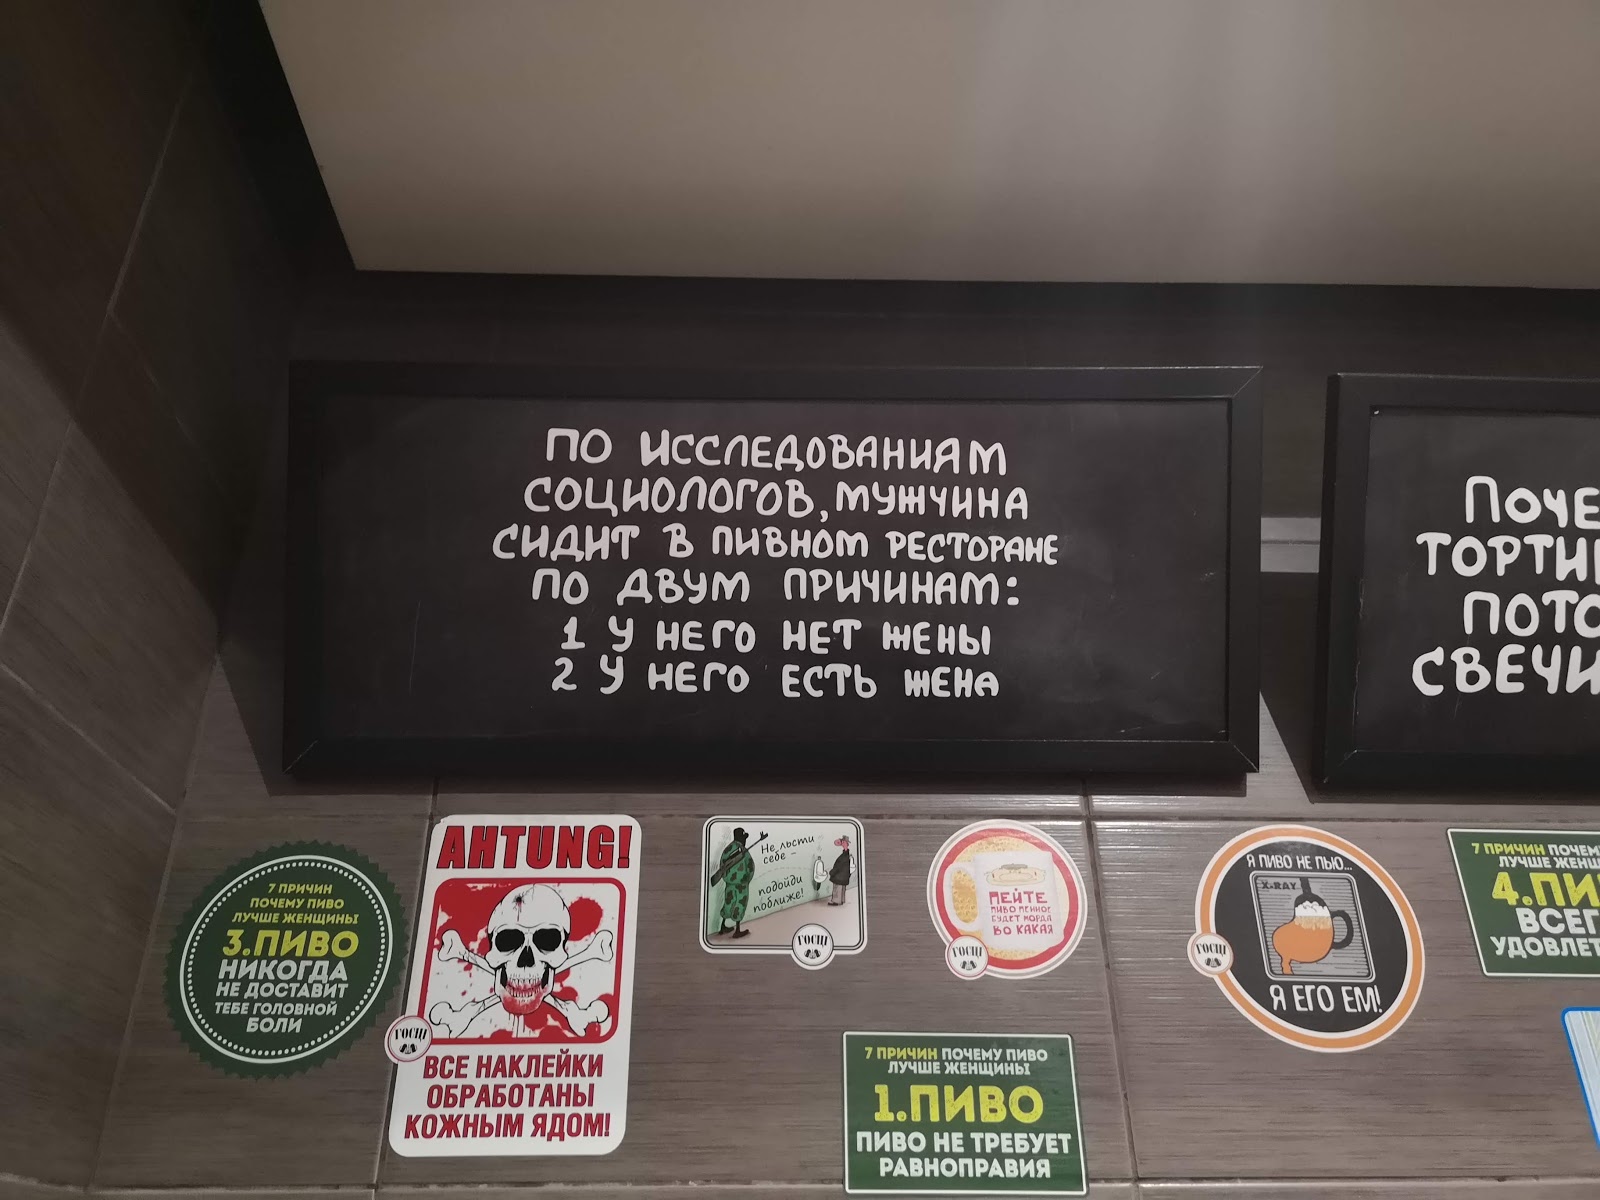 ПО ИССЛЕДОВАНИЯМ
СОЦИОЛОГОВ, МУЖЧИНА
СИДИТ В ПИВНОМ РЕСТОРАНЕ
ПО ДВУМ ПРИЧИНАМ:
1 У НЕГО НЕТ ЖЕНЫ
2 У НЕГО ЕСТЬ ЖЕНА
ПОЧЕ
ТОРТИ
ПОТО
СВЕЧИ
7 ПРИЧИН
ПОЧЕМУ ПИВО
ЛУЧШЕ ЖЕНЩИНЫ
3.ПИВО
НИКОГДА
НЕ ДОСТАВИТ
ТЕБЕ ГОЛОВНОЙ
БОЛИ
AHTUNG!
ГОСЦI
ВСЕ НАКЛЕЙКИ
ОБРАБОТАНЫ
КОЖНЫМ ЯДОМ!
Не льсти
себе -
подойди
поближе!
ГОСЦI
ПЕЙТЕ
ПИВО ПЕННОЕ
БУДЕТ МОРДА
ВО КАКАЯ
ГОСЦI
7 ПРИЧИН ПОЧЕМУ ПИВО
ЛУЧШЕ ЖЕНЩИНЫ
1.ПИВО
ПИВО НЕ ТРЕБУЕТ
РАВНОПРАВИЯ
Я ПИВО НЕ ПЬЮ...
X-RAY
ГОСЦI
Я ЕГО ЕМ!
7 ПРИЧИН ПОЧЕМ
ЛУЧШЕ ЖЕНЩ
4.ПИ
ВСЕГ
УДОВЛЕТ